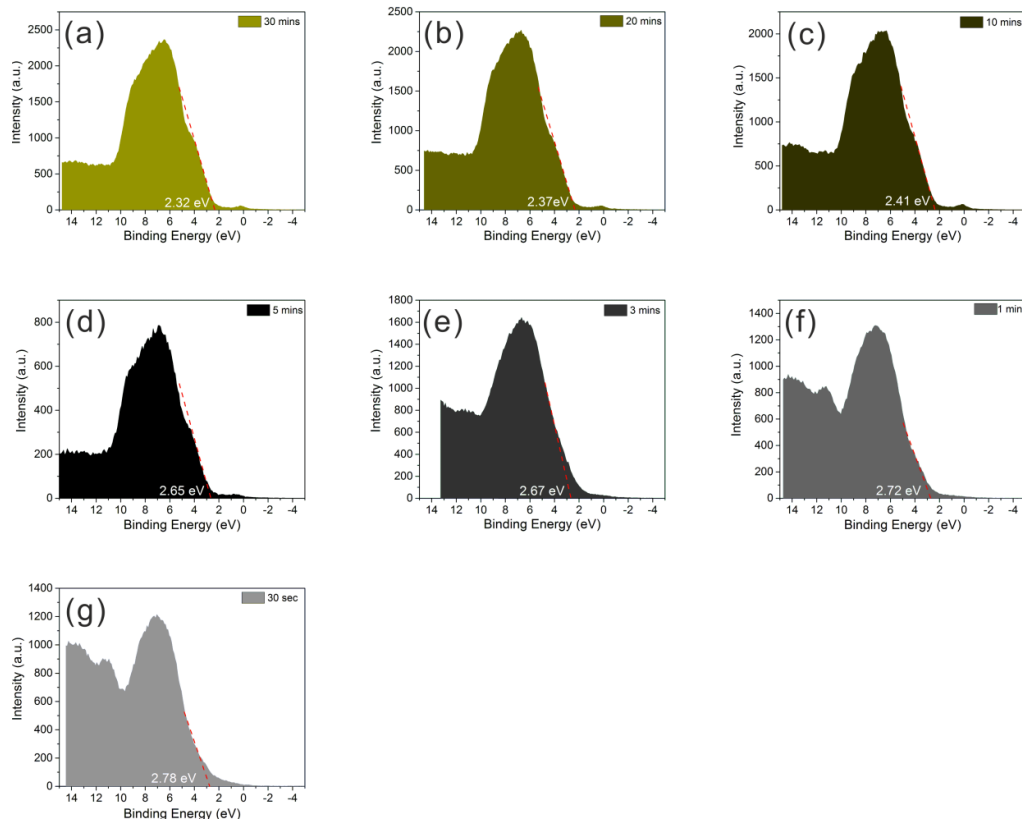 (a)
30 mins
2500
2000
1500
1000
500
0
Intensity (a.u.)
2.32 eV
14 12 10 8 6 4 2 0 -2 -4
Binding Energy (eV)
(b)
20 mins
2500
2000
1500
1000
500
0
Intensity (a.u.)
2.37eV
14 12 10 8 6 4 2 0 -2 -4
Binding Energy (eV)
(c)
10 mins
2000
1500
1000
500
0
Intensity (a.u.)
2.41 eV
14 12 10 8 6 4 2 0 -2 -4
Binding Energy (eV)
(d)
5 mins
800
600
400
200
0
Intensity (a.u.)
2.65 eV
14 12 10 8 6 4 2 0 -2 -4
Binding Energy (eV)
(e)
3 mins
1800
1600
1400
1200
1000
800
600
400
200
0
Intensity (a.u.)
2.67 eV
14 12 10 8 6 4 2 0 -2 -4
Binding Energy (eV)
(f)
1 min
1400
1200
1000
800
600
400
200
0
Intensity (a.u.)
2.72 eV
14 12 10 8 6 4 2 0 -2 -4
Binding Energy (eV)
(g)
30 sec
1400
1200
1000
800
600
400
200
0
Intensity (a.u.)
2.78 eV
14 12 10 8 6 4 2 0 -2 -4
Binding Energy (eV)